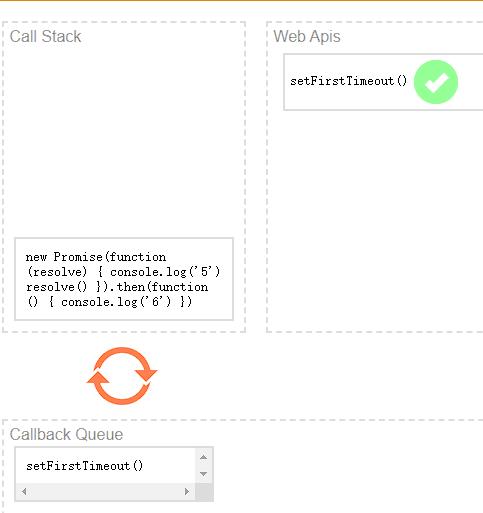 Call Stack
Web Apis
setFirstTimeout()
new Promise(function
(resolve) { console.log('5')
resolve() }).then(function
() { console.log('6') })
Callback Queue
setFirstTimeout()